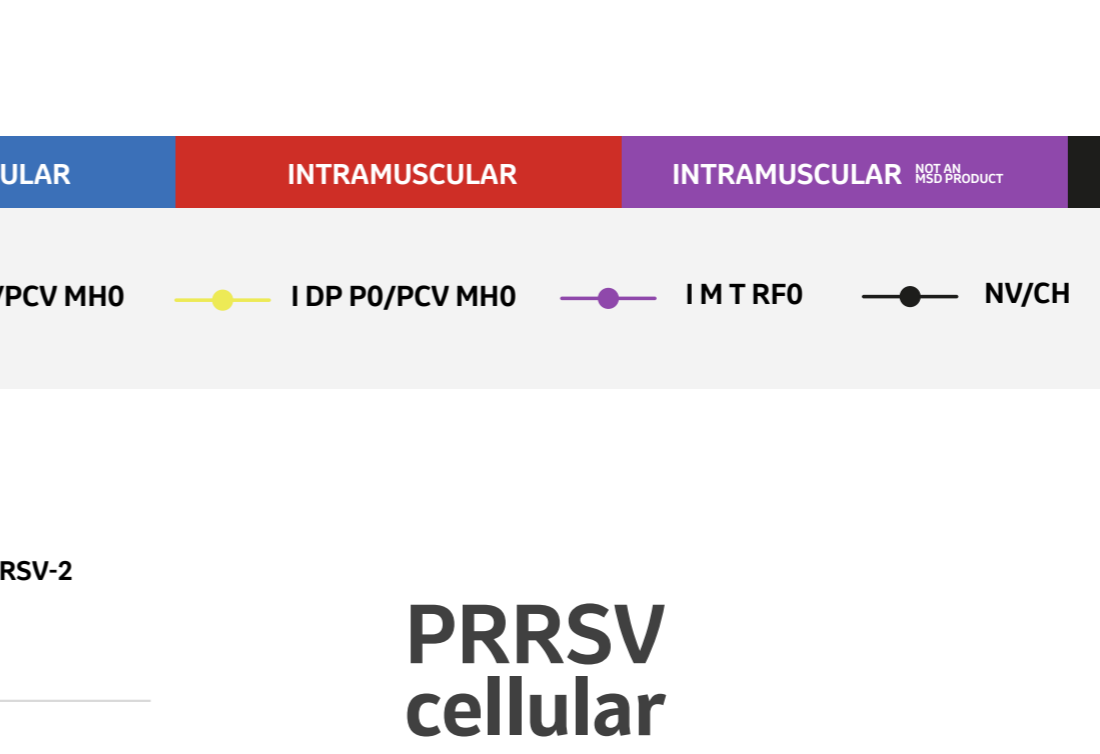 ULAR
INTRAMUSCULAR
INTRAMUSCULAR NOT AN
MSD PRODUCT
/PCV MH0
I DP P0/PCV MH0
I M T RF0
NV/CH
RSV-2
PRRSV
cellular